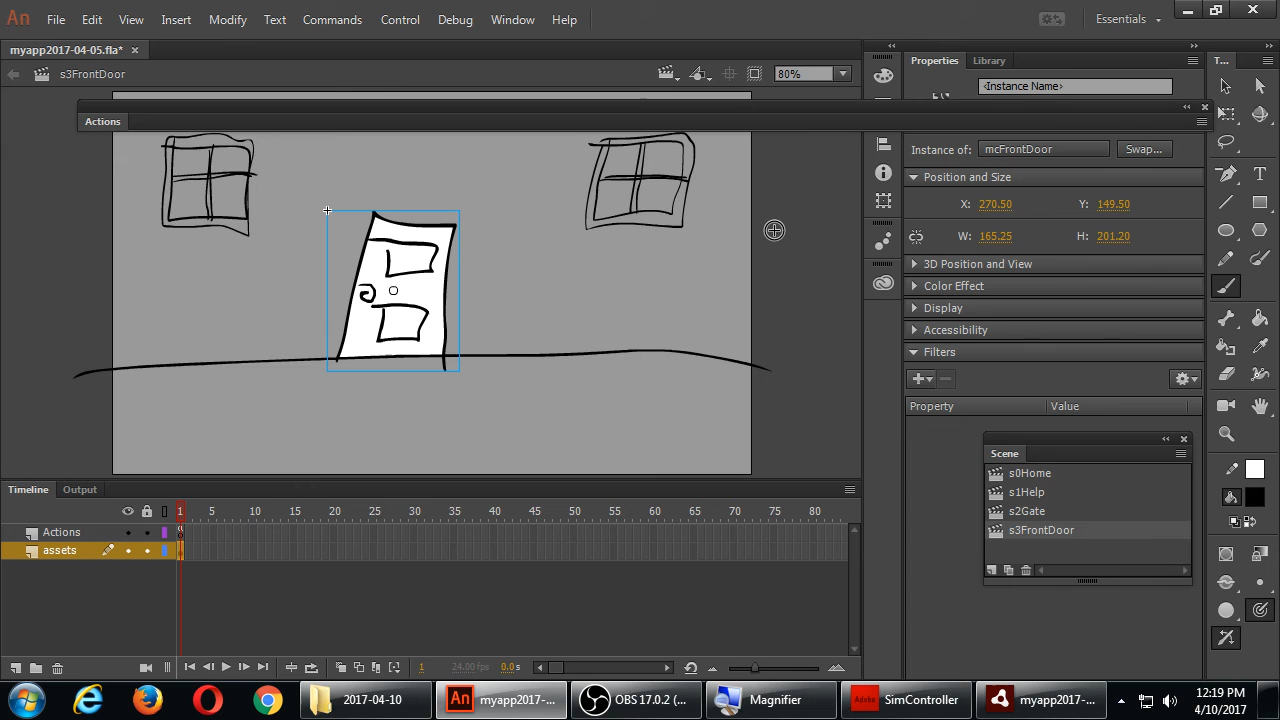 An File Edit View Insert Modify Text Commands Control Debug Window Help Essentials
myapp2017-04-05.fla* ×
s3FrontDoor 80%
Properties Library
<Instance Name>
Actions
Instance of: mcFrontDoor Swap...
Position and Size
X: 270.50 Y: 149.50
W: 165.25 H: 201.20
3D Position and View
Color Effect
Display
Accessibility
Filters
Property Value
Scene
s0Home
s1Help
s2Gate
s3FrontDoor
T...
Timeline Output
1 5 10 15 20 25 30 35 40 45 50 55 60 65 70 75 80
Actions
assets
1 24.00 fps 0.0 s
2017-04-10
An myapp2017-...
OBS 17.0.2 (...
Magnifier
Adobe SimController
myapp2017-...
12:19 PM
4/10/2017